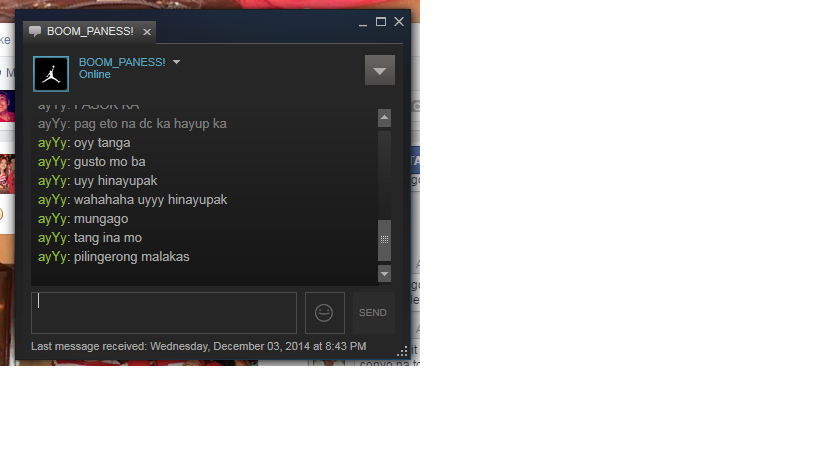 BOOM_PANESS!
BOOM_PANESS!
Online
ayYy: pag eto na dc ka hayup ka
ayYy: oyy tanga
ayYy: gusto mo ba
ayYy: uyy hinayupak
ayYy: wahahaha uyyy hinayupak
ayYy: mungago
ayYy: tang ina mo
ayYy: pilingerong malakas
SEND
Last message received: Wednesday, December 03, 2014 at 8:43 PM